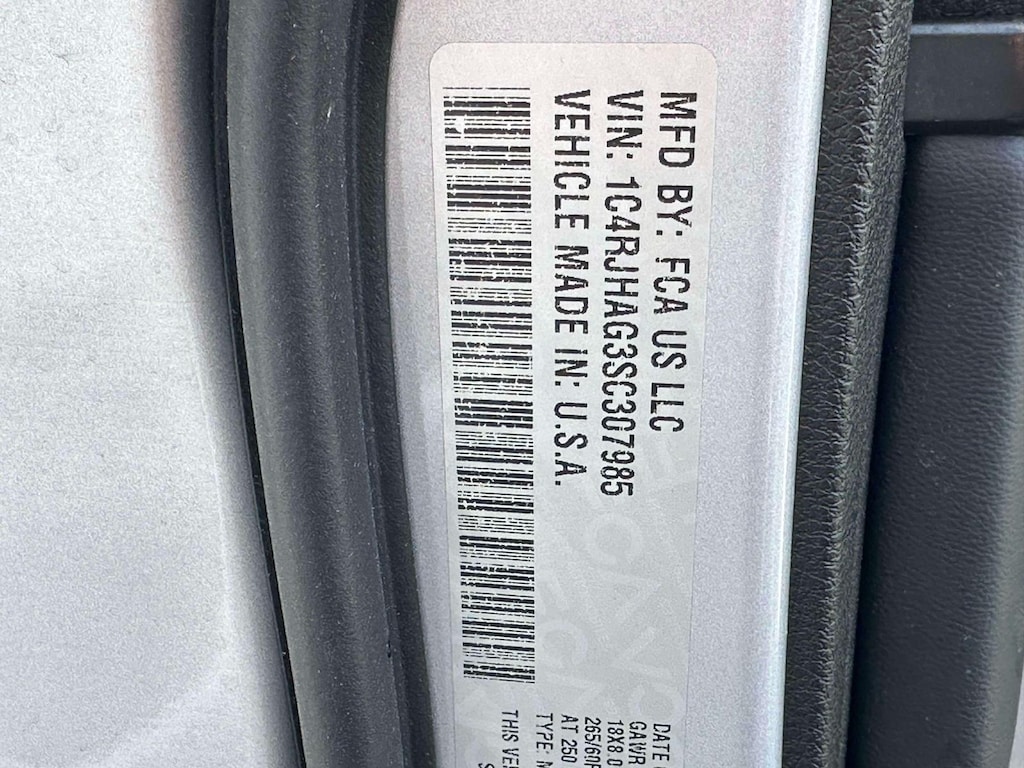 MFD BY: FCA US LLC
VIN: 1C4RJHAG3SC307985
VEHICLE MADE IN: U.S.A.
DATE
GAWR
18X8.0
265/60R
AT 250
TYPE:
THIS